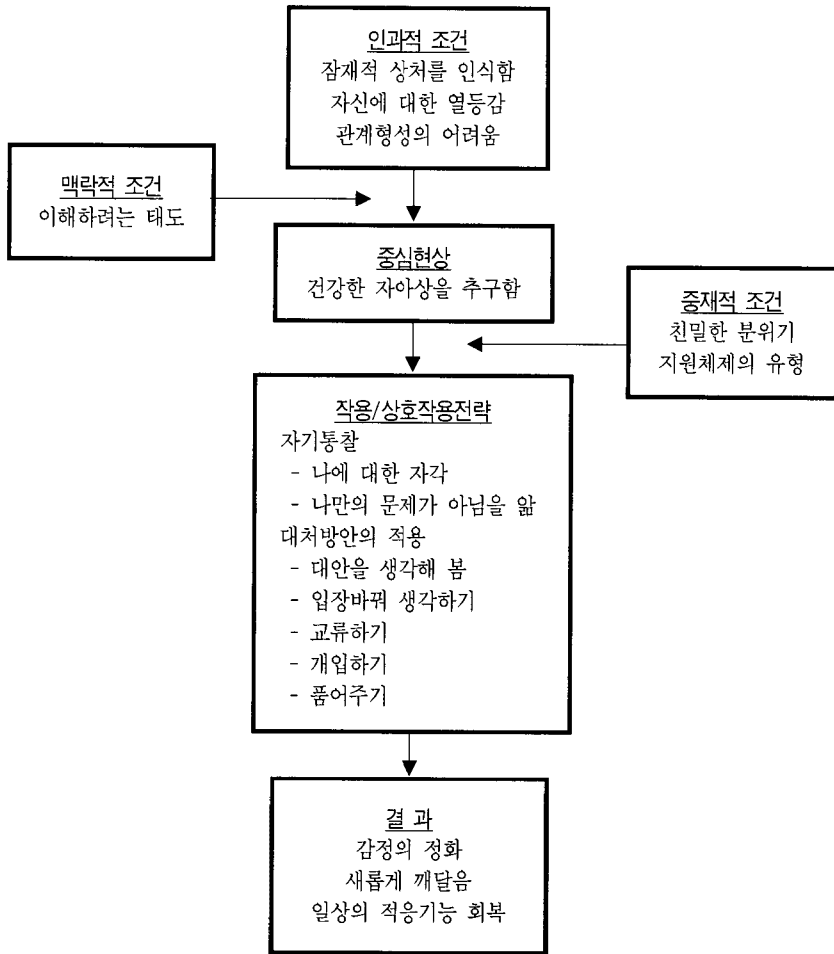 인과적 조건
잠재적 상처를 인식함
자신에 대한 열등감
관계형성의 어려움
맥락적 조건
이해하려는 태도
중심현상
건강한 자아상을 추구함
중재적 조건
친밀한 분위기
지원체제의 유형
작용/상호작용전략
자기통찰
- 나에 대한 자각
- 나만의 문제가 아님을 앎
대처방안의 적용
- 대안을 생각해 봄
- 입장바꿔 생각하기
- 교류하기
- 개입하기
- 품어주기
결 과
감정의 정화
새롭게 깨달음
일상의 적응기능 회복